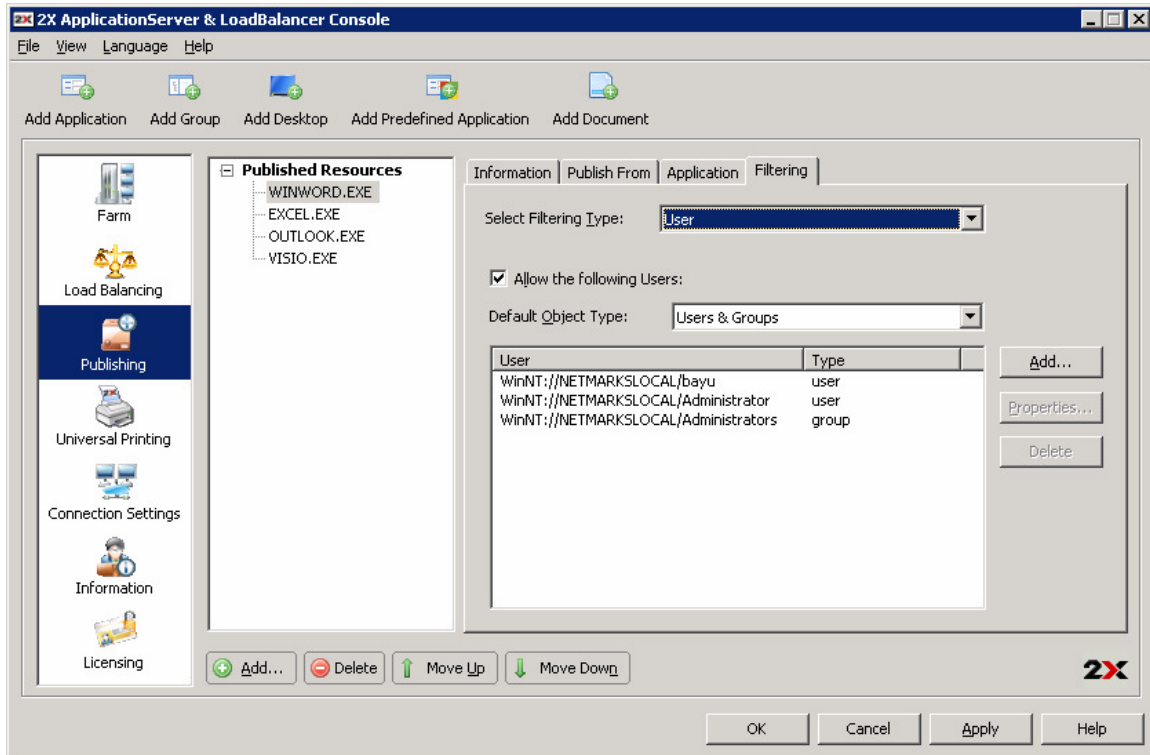 2X 2X ApplicationServer & LoadBalancer Console
File View Language Help
Add Application Add Group Add Desktop Add Predefined Application Add Document
Farm
Load Balancing
Publishing
Universal Printing
Connection Settings
Information
Licensing
Published Resources
WINWORD.EXE
EXCEL.EXE
OUTLOOK.EXE
VISIO.EXE
Information Publish From Application Filtering
Select Filtering Type: User
Allow the following Users:
Default Object Type: Users & Groups
User Type
WinNT://NETMARKSLOCAL/bayu user
WinNT://NETMARKSLOCAL/Administrator user
WinNT://NETMARKSLOCAL/Administrators group
Add...
Properties...
Delete
Add... Delete Move Up Move Down
2X
OK Cancel Apply Help